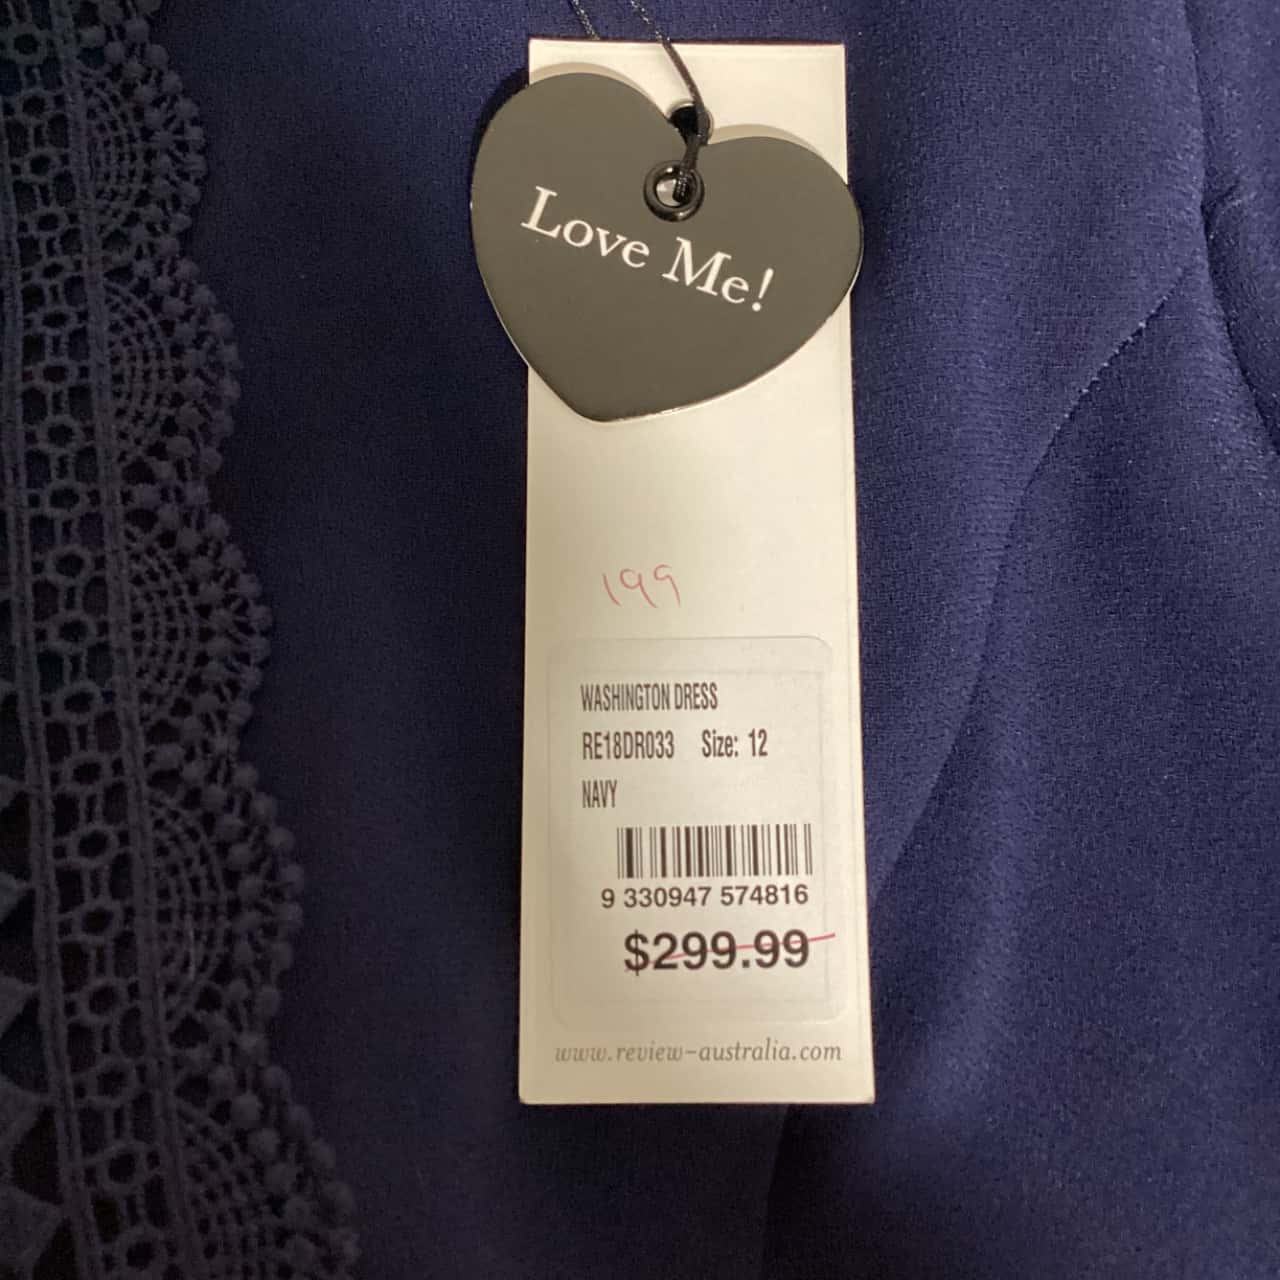 Love Me!
199
WASHINGTON DRESS
RE18DR033 Size: 12
NAVY
9 330947 574816
$299.99
www.review-australia.com